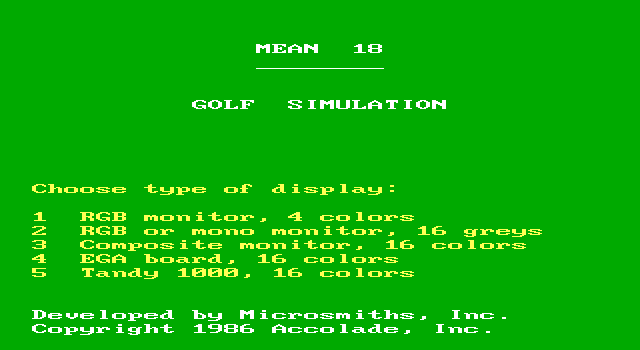 MEAN 18
GOLF SIMULATION
Choose type of display:
1 RGB monitor, 4 colors
2 RGB or mono monitor, 16 greys
3 Composite monitor, 16 colors
4 EGA board, 16 colors
5 Tandy 1000, 16 colors
Developed by Microsmiths, Inc.
Copyright 1986 Accolade, Inc.